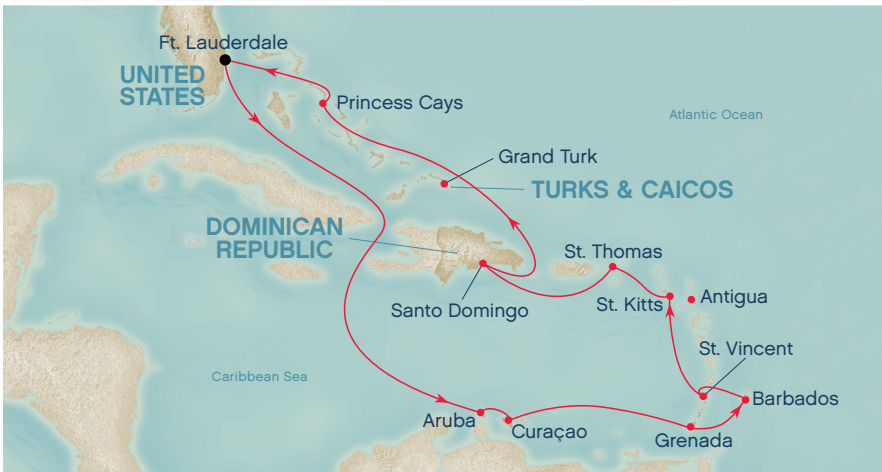 Ft. Lauderdale
UNITED
STATES
Princess Cays
Atlantic Ocean
Grand Turk
TURKS & CAICOS
DOMINICAN
REPUBLIC
St. Thomas
Santo Domingo
St. Kitts
Antigua
St. Vincent
Caribbean Sea
Barbados
Aruba
Curaçao
Grenada